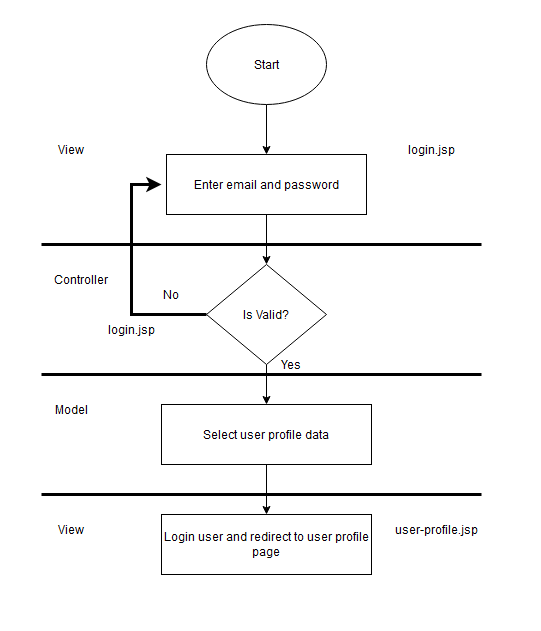 Start
View
login.jsp
Enter email and password
Controller
No
Is Valid?
login.jsp
Yes
Model
Select user profile data
View
user-profile.jsp
Login user and redirect to user profile
page